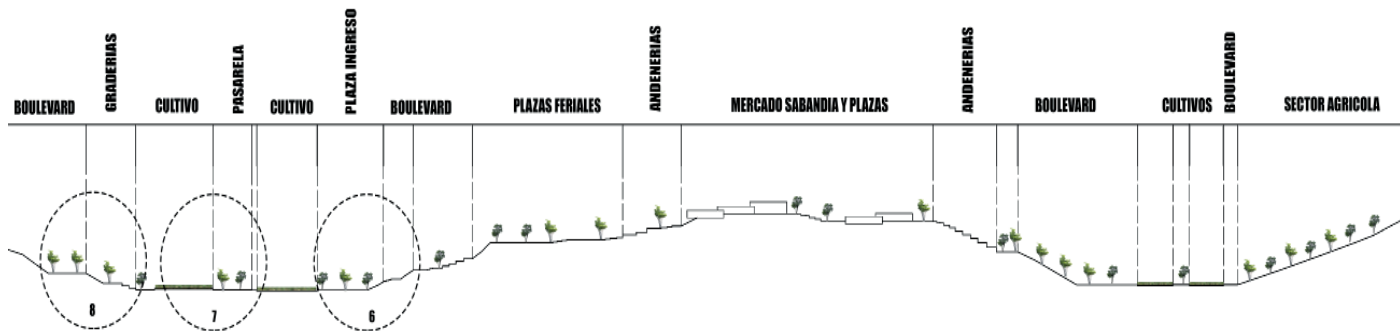 BOULEVARD
GRADERIAS
CULTIVO
PASARELA
CULTIVO
PLAZA INGRESO
BOULEVARD
PLAZAS FERIALES
ANDENERIAS
MERCADO SABANDIA Y PLAZAS
ANDENERIAS
BOULEVARD
CULTIVOS
BOULEVARD
SECTOR AGRICOLA
8
7
6